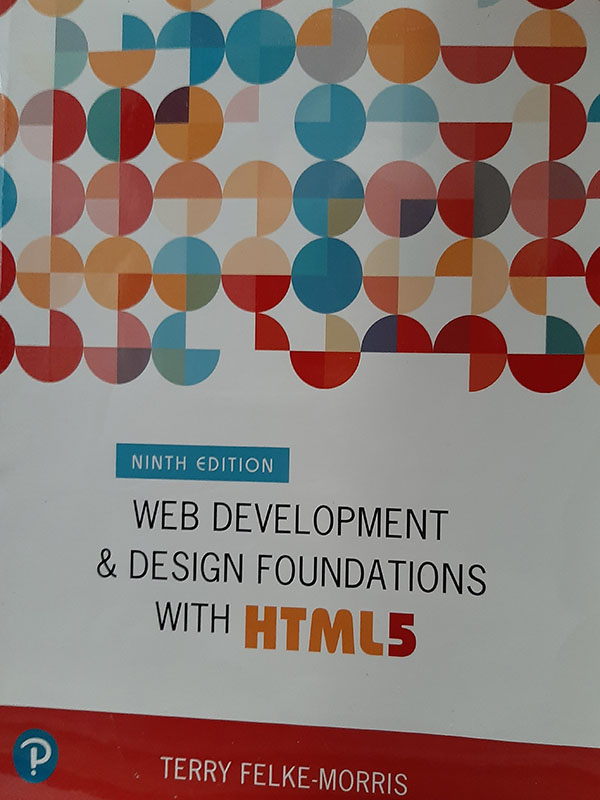 NINTH EDITION
WEB DEVELOPMENT
& DESIGN FOUNDATIONS
WITH HTML5
P
TERRY FELKE-MORRIS